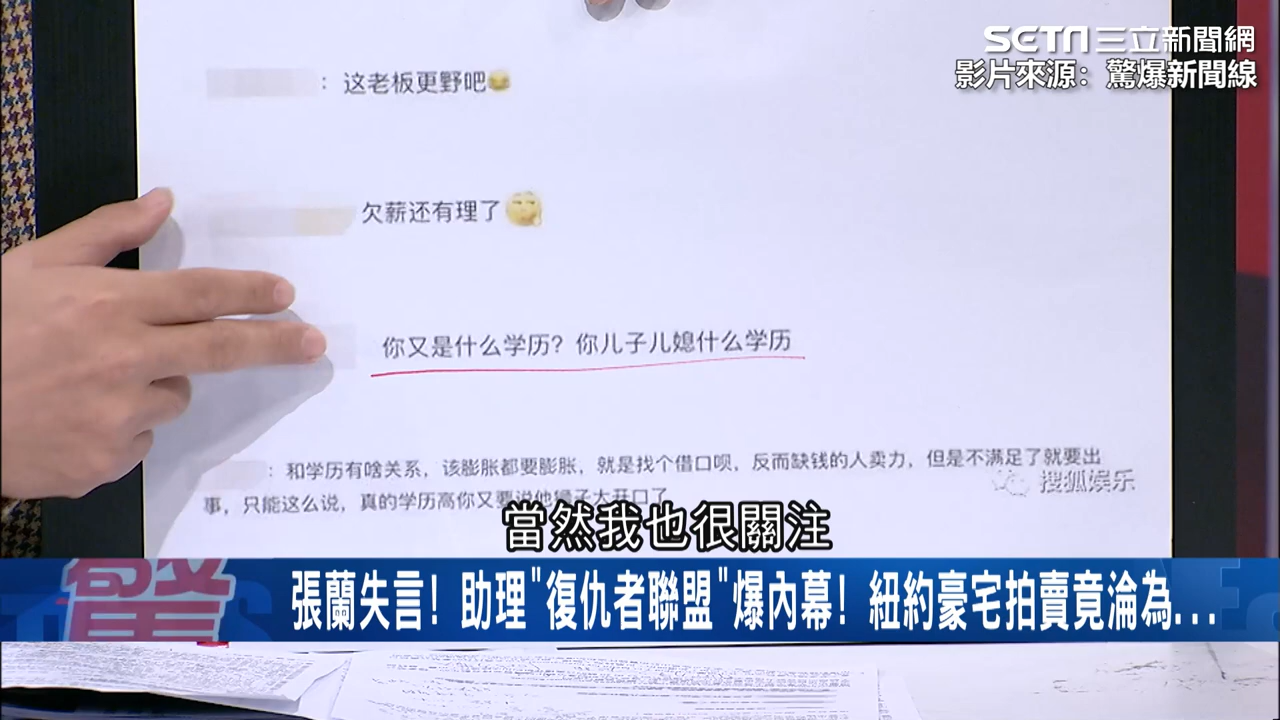 SETN三立新聞網
影片來源：驚爆新聞線
：这老板更野吧
欠薪还有理了
你又是什么学历？你儿子儿媳什么学历
：和学历有啥关系，该膨胀都要膨胀，就是找个借口呗，反而缺钱的人卖力，但是不满足了就要出
事，只能这么说，真的学历高你又要说他狮子大开口了
搜狐娱乐
當然我也很關注
驚
張蘭失言！助理"復仇者聯盟"爆內幕！紐約豪宅拍賣竟淪為...